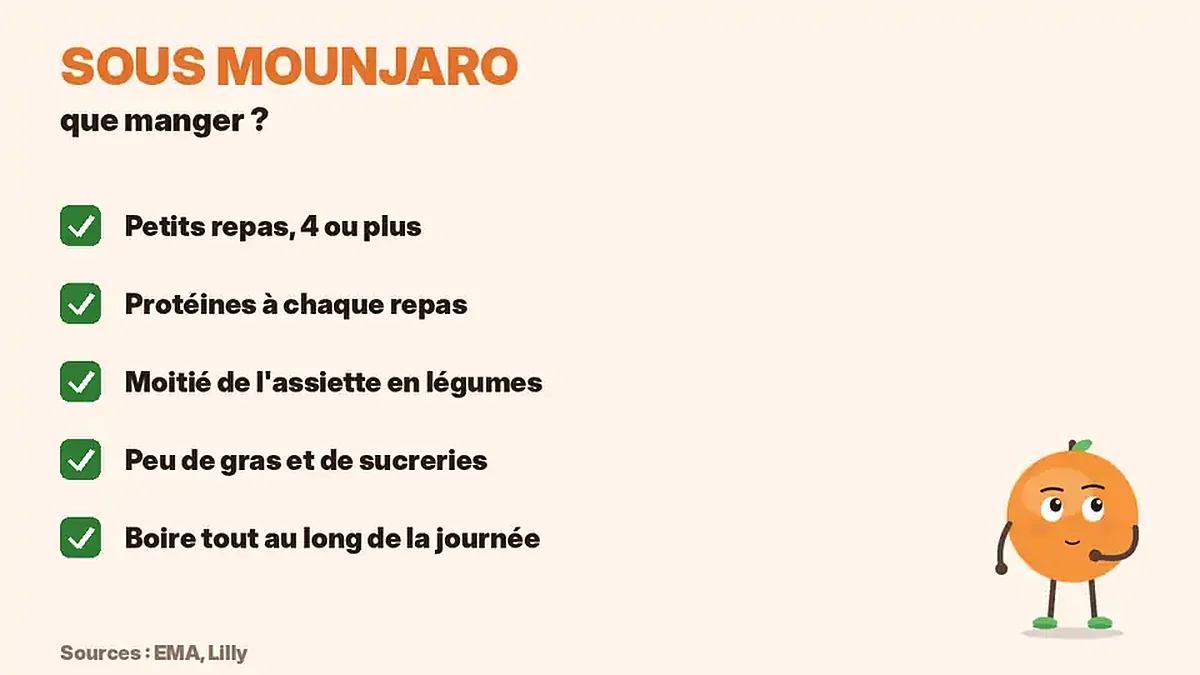 SOUS MOUNJARO
que manger ?
Petits repas, 4 ou plus
Protéines à chaque repas
Moitié de l'assiette en légumes
Peu de gras et de sucreries
Boire tout au long de la journée
Sources : EMA, Lilly